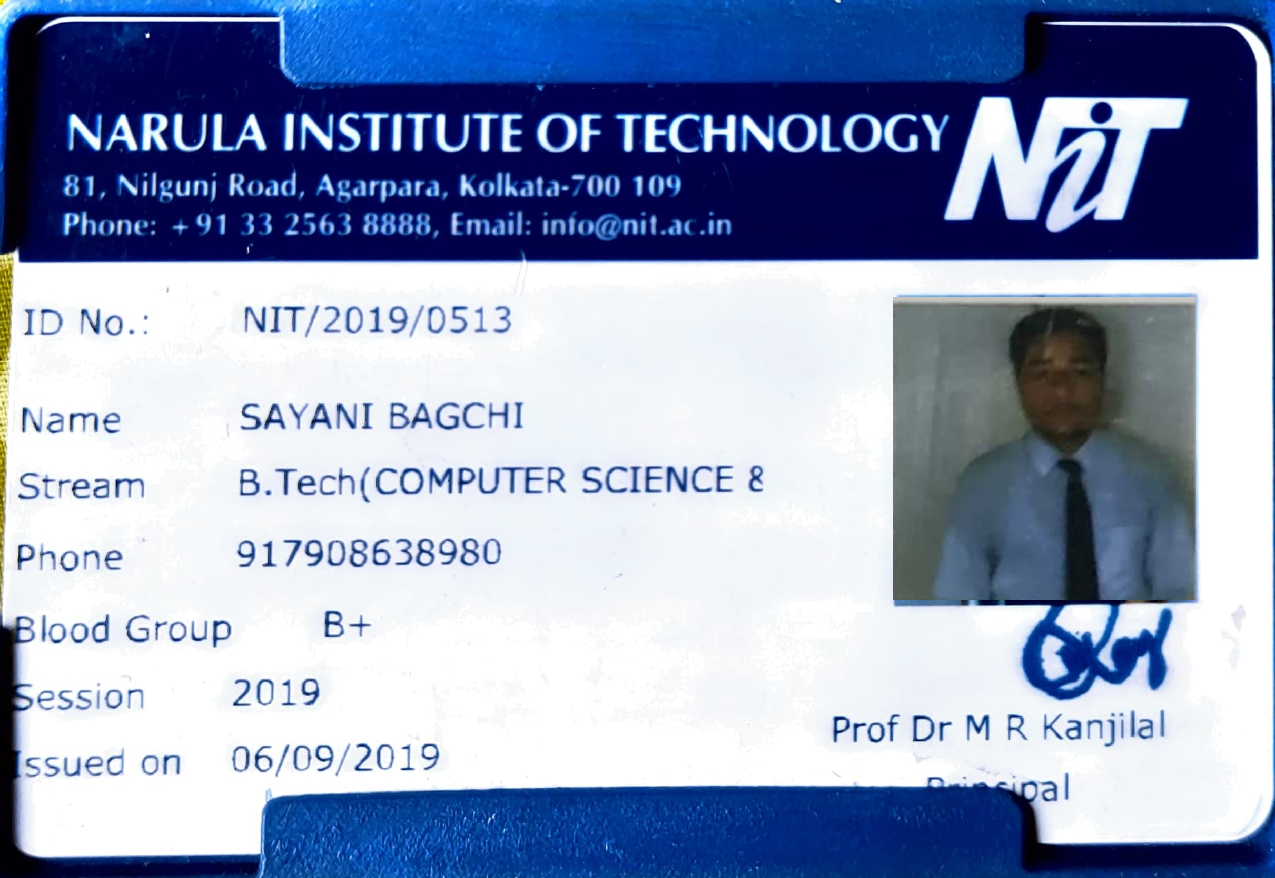 NARULA INSTITUTE OF TECHNOLOGY
NiT
81, Nilgunj Road, Agarpara, Kolkata-700 109
Phone: +91 33 2563 8888, Email: info@nit.ac.in
ID No.: NIT/2019/0513
Name SAYANI BAGCHI
Stream B.Tech(COMPUTER SCIENCE &
Phone 917908638980
Blood Group B+
Session 2019
Issued on 06/09/2019
Prof Dr M R Kanjilal
Principal